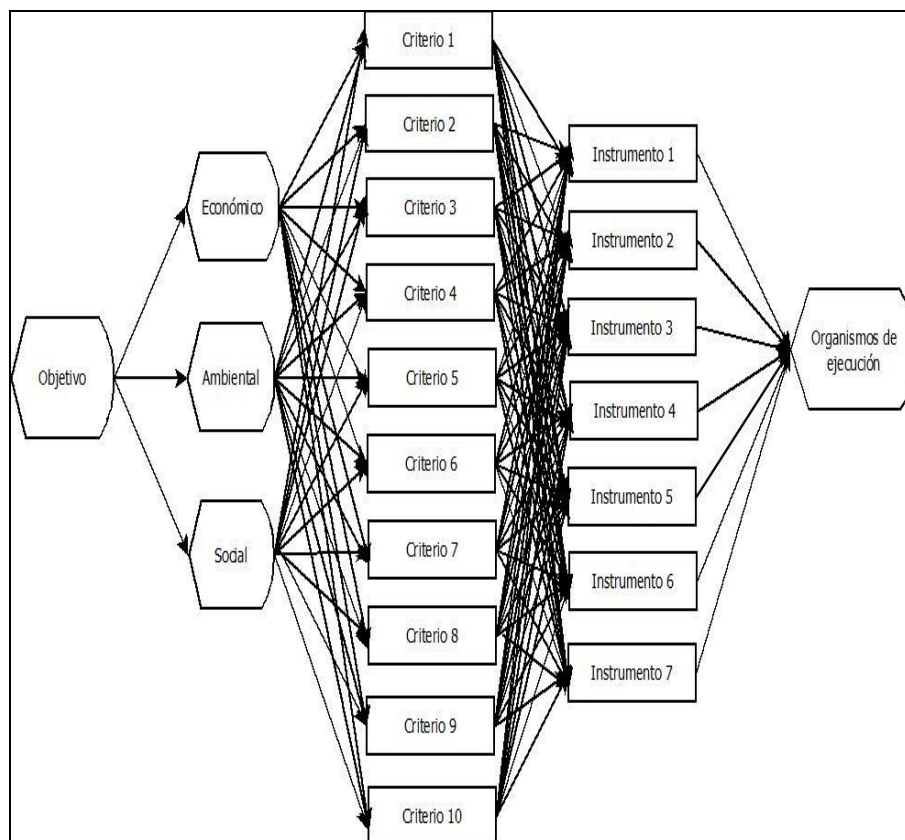 Objetivo
Económico
Ambiental
Social
Criterio 1
Criterio 2
Criterio 3
Criterio 4
Criterio 5
Criterio 6
Criterio 7
Criterio 8
Criterio 9
Criterio 10
Instrumento 1
Instrumento 2
Instrumento 3
Instrumento 4
Instrumento 5
Instrumento 6
Instrumento 7
Organismos de
ejecución